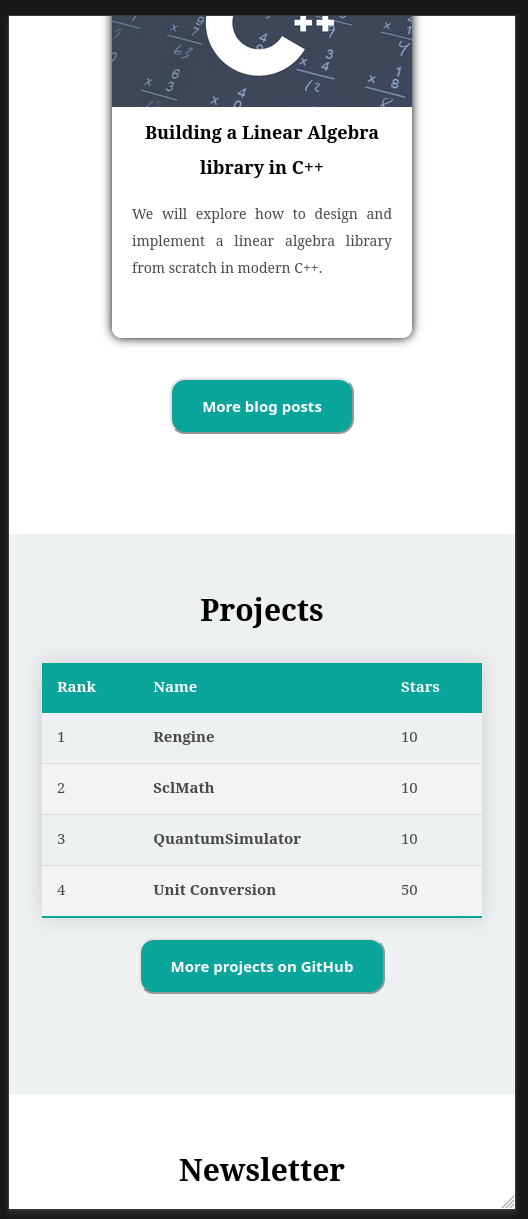 C++
Building a Linear Algebra
library in C++
We will explore how to design and
implement a linear algebra library
from scratch in modern C++.
More blog posts
Projects
Rank Name Stars
1 Rengine 10
2 SclMath 10
3 QuantumSimulator 10
4 Unit Conversion 50
More projects on GitHub
Newsletter